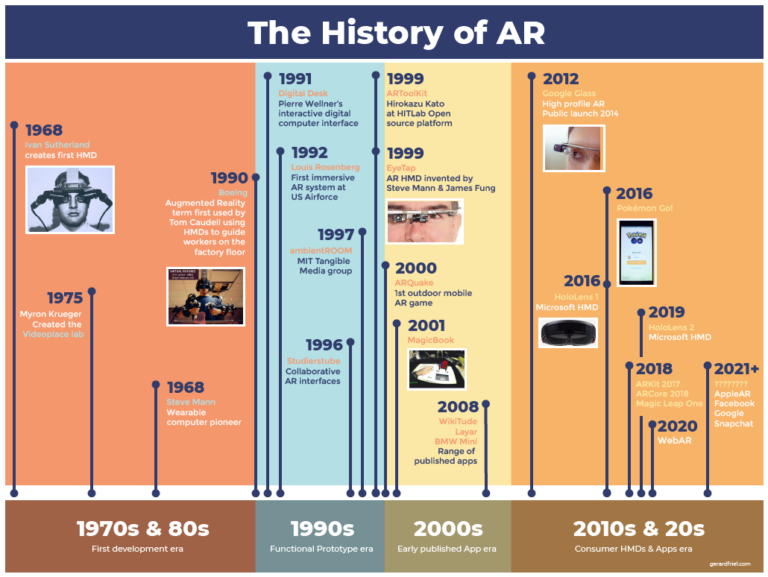 The History of AR
1968
Ivan Sutherland
creates first HMD
1975
Myron Krueger
Created the
Videoplace lab
1968
Steve Mann
Wearable
computer pioneer
1990
Boeing
Augmented Reality
term first used by
Tom Caudell using
HMDs to guide
workers on the
factory floor
1991
Digital Desk
Pierre Wellner's
interactive digital
computer interface
1992
Louis Rosenberg
First immersive
AR system at
US Airforce
1997
ambientROOM
MIT Tangible
Media group
1996
Studierstube
Collaborative
AR interfaces
1999
ARToolKit
Hirokazu Kato
at HITLab Open
source platform
1999
EyeTap
AR HMD invented by
Steve Mann & James Fung
2000
ARQuake
1st outdoor mobile
AR game
2001
MagicBook
2008
WikiTude
Layar
BMW Mini
Range of
published apps
2012
Google Glass
High profile AR
Public launch 2014
2016
Pokémon Go!
POKÉMON
GO
2016
HoloLens 1
Microsoft HMD
2019
HoloLens 2
Microsoft HMD
2018
ARKit 2017
ARCore 2018
Magic Leap One
2020
WebAR
2021+
????????
AppleAR
Facebook
Google
Snapchat
1970s & 80s
First development era
1990s
Functional Prototype era
2000s
Early published App era
2010s & 20s
Consumer HMDs & Apps era
gerardfriel.com